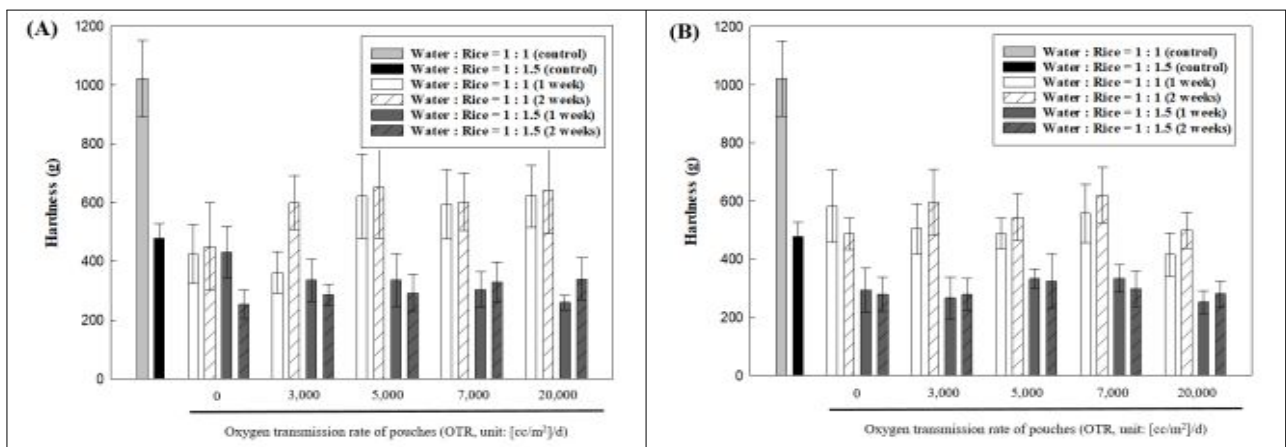 (A)
1200
1000
800
600
400
200
0
Hardness (g)
Water : Rice = 1 : 1 (control)
Water : Rice = 1 : 1.5 (control)
Water : Rice = 1 : 1 (1 week)
Water : Rice = 1 : 1 (2 weeks)
Water : Rice = 1 : 1.5 (1 week)
Water : Rice = 1 : 1.5 (2 weeks)
0 3,000 5,000 7,000 20,000
Oxygen transmission rate of pouches (OTR, unit: [cc/m²]/d)
(B)
1200
1000
800
600
400
200
0
Hardness (g)
Water : Rice = 1 : 1 (control)
Water : Rice = 1 : 1.5 (control)
Water : Rice = 1 : 1 (1 week)
Water : Rice = 1 : 1 (2 weeks)
Water : Rice = 1 : 1.5 (1 week)
Water : Rice = 1 : 1.5 (2 weeks)
0 3,000 5,000 7,000 20,000
Oxygen transmission rate of pouches (OTR, unit: [cc/m²]/d)